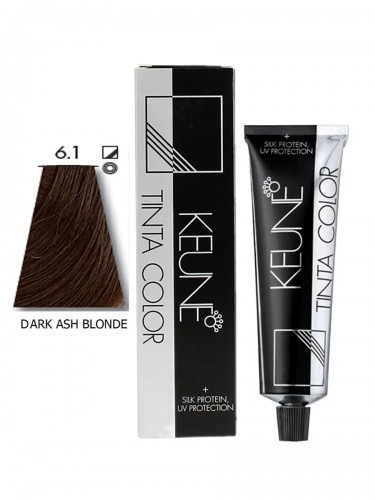 6.1
DARK ASH BLONDE
KEUNE
TINTA COLOR
+
SILK PROTEIN,
UV PROTECTION
+
SILK PROTEIN,
UV PROTECTION
KEUNE
TINTA COLOR